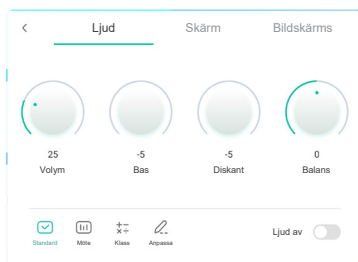 Ljud Skärm Bildskärms
25 -5 -5 0
Volym Bas Diskant Balans
Standard Möte Klass Anpassa Ljud av